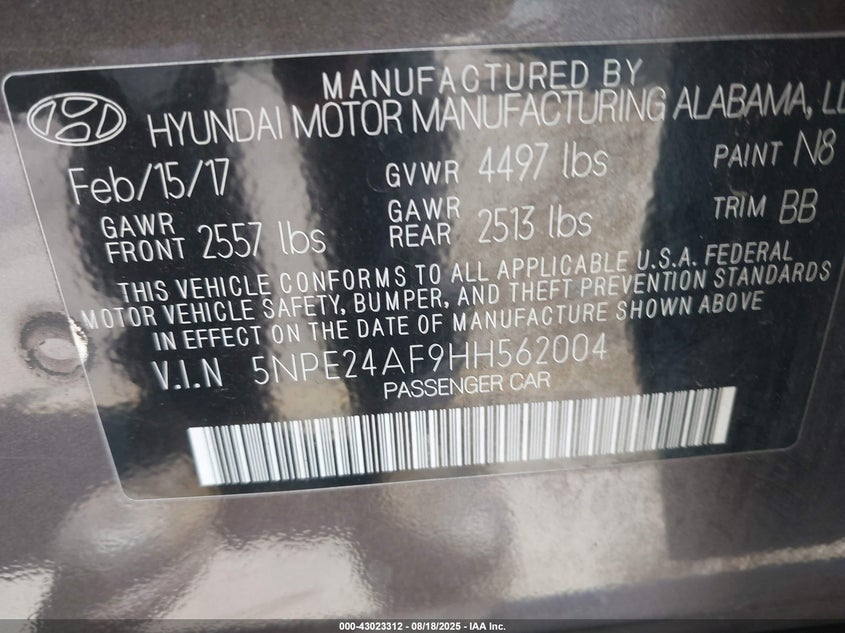 MANUFACTURED BY
HYUNDAI MOTOR MANUFACTURING ALABAMA, LL
Feb/15/17 GVWR 4497 lbs PAINT N8
GAWR FRONT 2557 lbs GAWR REAR 2513 lbs TRIM BB
THIS VEHICLE CONFORMS TO ALL APPLICABLE U.S.A. FEDERAL
MOTOR VEHICLE SAFETY, BUMPER, AND THEFT PREVENTION STANDARDS
IN EFFECT ON THE DATE OF MANUFACTURE SHOWN ABOVE
V.I.N 5NPE24AF9HH562004
PASSENGER CAR
000-43023312 - 08/18/2025 - IAA Inc.